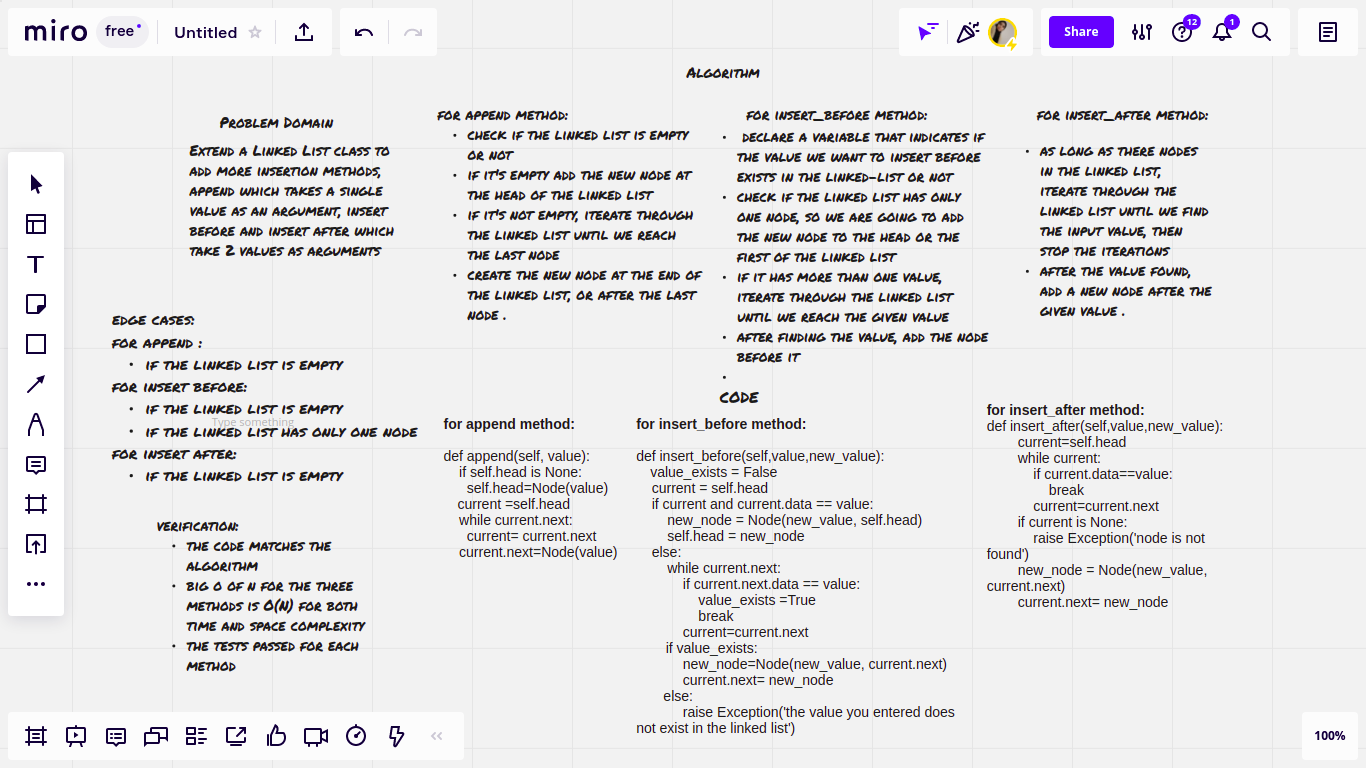 miro free Untitled
Share
12
1
Algorithm
Problem Domain
Extend a Linked List class to
add more insertion methods,
append which takes a single
value as an argument, insert
before and insert after which
take 2 values as arguments
for append method:
• check if the linked list is empty
or not
• if it's empty add the new node at
the head of the linked list
• if it's not empty, iterate through
the linked list until we reach
the last node
• create the new node at the end of
the linked list, or after the last
node .
for insert_before method:
• declare a variable that indicates if
the value we want to insert before
exists in the linked-list or not
• check if the linked list has only
one node, so we are going to add
the new node to the head or the
first of the linked list
• if it has more than one value,
iterate through the linked list
until we reach the given value
• after finding the value, add the node
before it
•
for insert_after method:
• as long as there nodes
in the linked list,
iterate through the
linked list until we find
the input value, then
stop the iterations
• after the value found,
add a new node after the
given value .
edge cases:
for append :
• if the linked list is empty
for insert before:
• if the linked list is empty
Type something
• if the linked list has only one node
for insert after:
• if the linked list is empty
verification:
• the code matches the
algorithm
• big o of n for the three
methods is O(n) for both
time and space complexity
• the tests passed for each
method
code
for append method:
def append(self, value):
if self.head is None:
self.head=Node(value)
current =self.head
while current.next:
current= current.next
current.next=Node(value)
for insert_before method:
def insert_before(self,value,new_value):
value_exists = False
current = self.head
if current and current.data == value:
new_node = Node(new_value, self.head)
self.head = new_node
else:
while current.next:
if current.next.data == value:
value_exists =True
break
current=current.next
if value_exists:
new_node=Node(new_value, current.next)
current.next= new_node
else:
raise Exception('the value you entered does
not exist in the linked list')
for insert_after method:
def insert_after(self,value,new_value):
current=self.head
while current:
if current.data==value:
break
current=current.next
if current is None:
raise Exception('node is not
found')
new_node = Node(new_value,
current.next)
current.next= new_node
100%